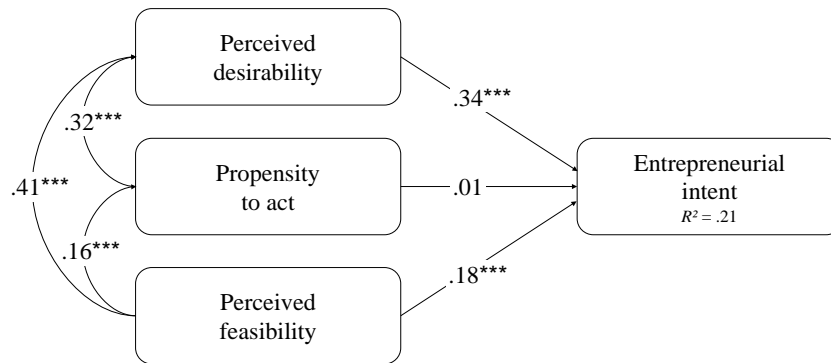 Perceived
desirability
.34***
.32***
Propensity
to act
.01
Entrepreneurial
intent
R² = .21
.41***
.16***
.18***
Perceived
feasibility